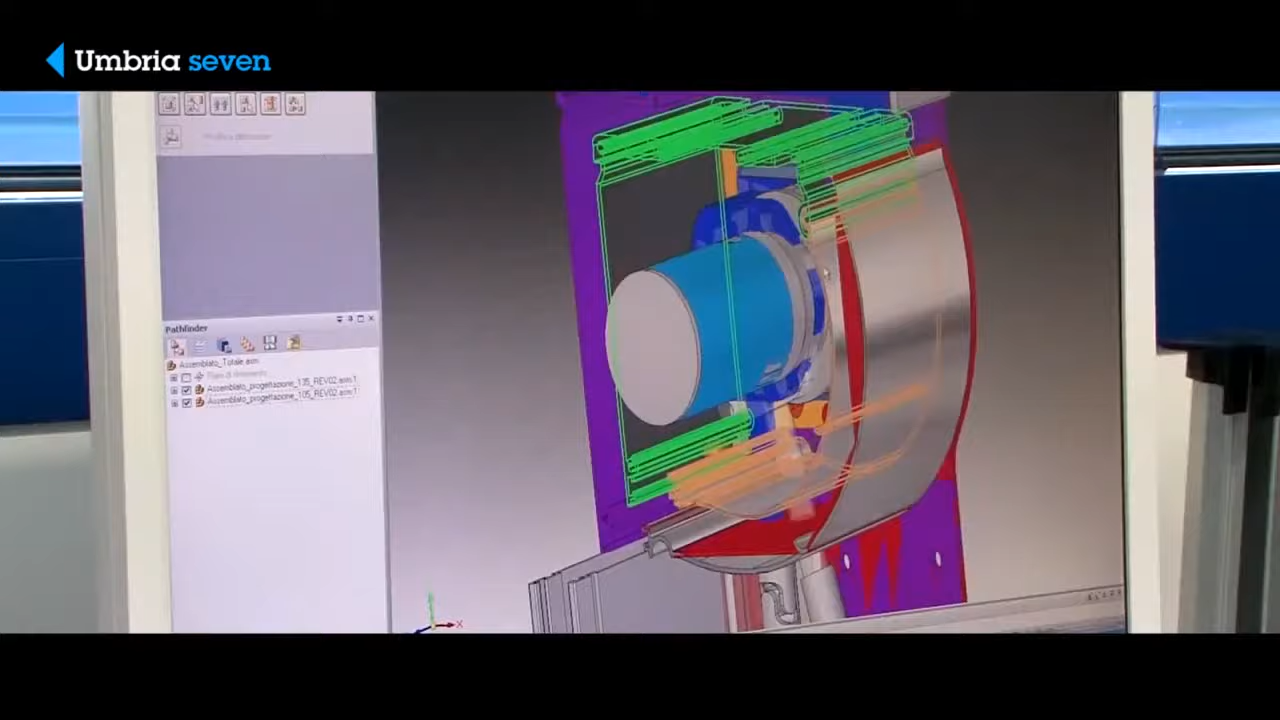 Umbria seven
Pathfinder
Assemblato_Totale.asm
Assemblato_progettazione_135_REV02.asm:1
Assemblato_progettazione_105_REV02.asm:1
X